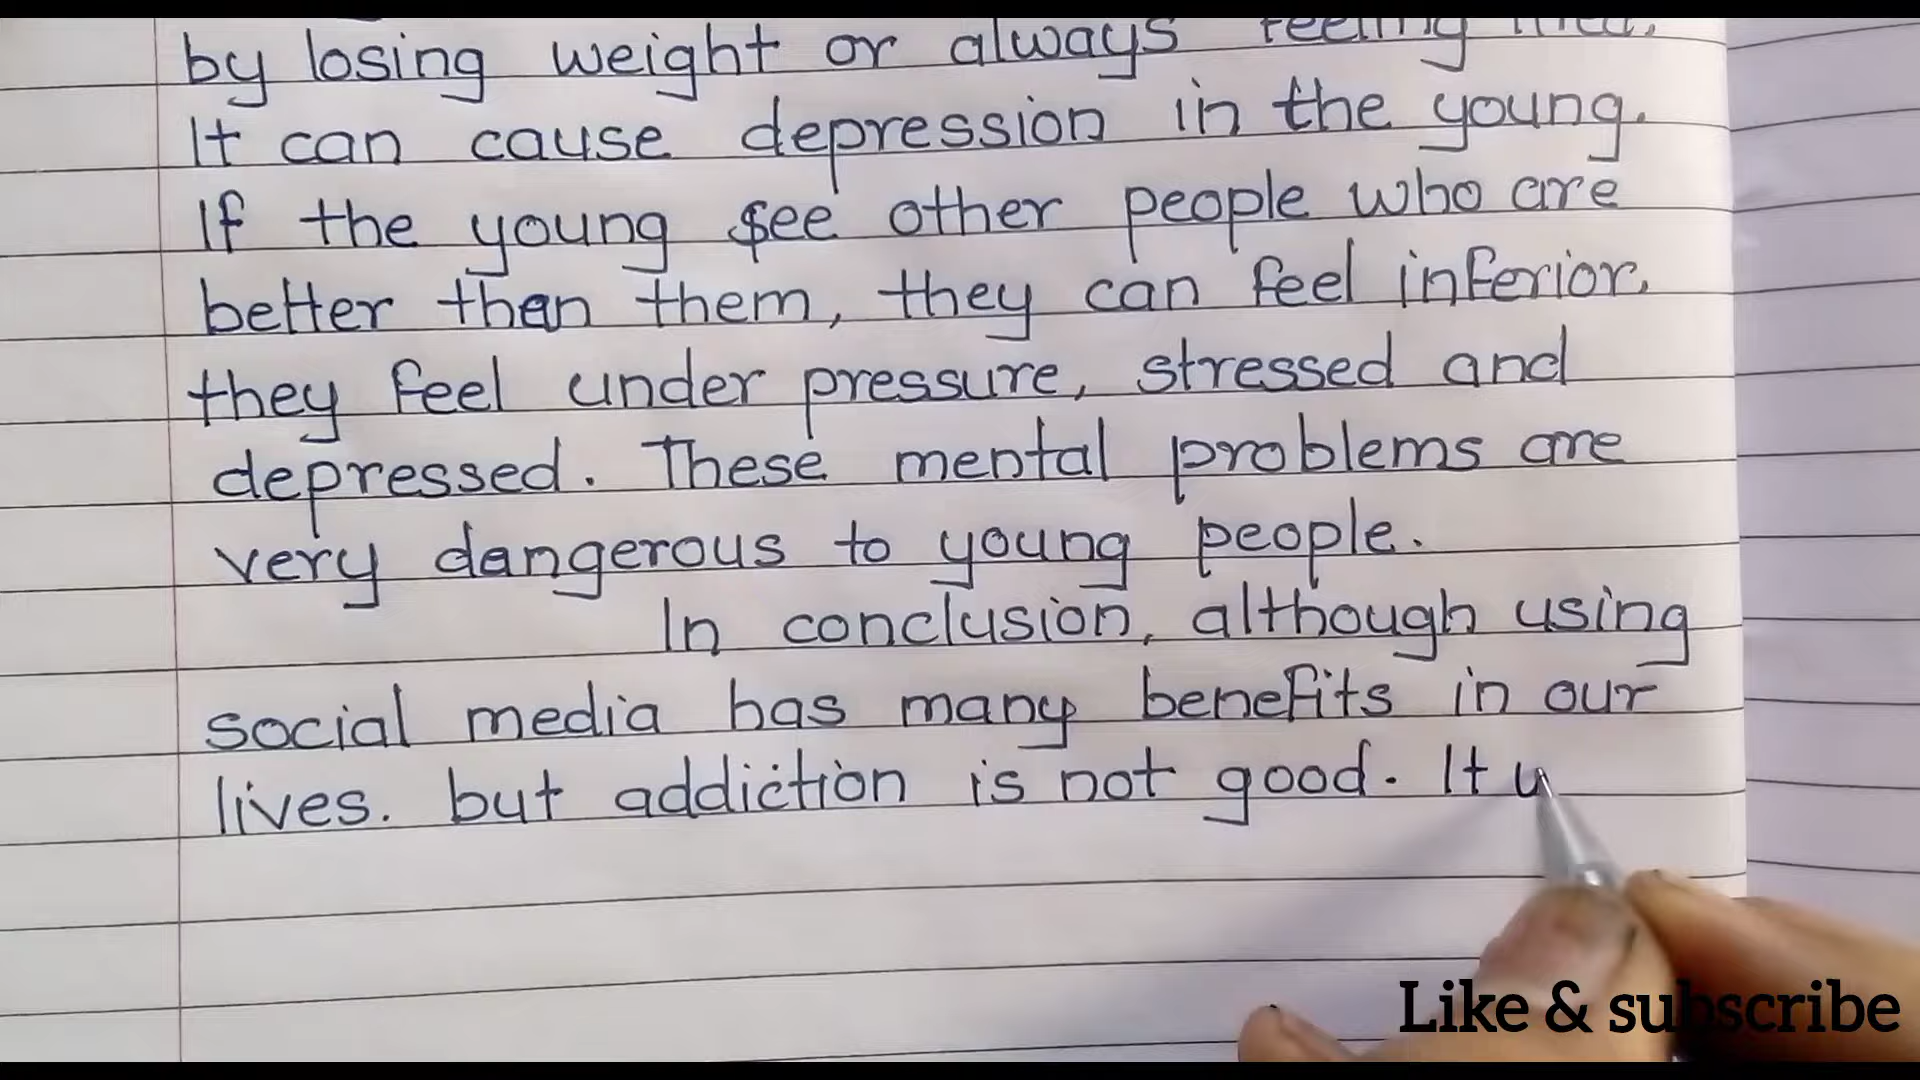 by losing weight or always feeling tired.
It can cause depression in the young.
If the young see other people who are
better than them, they can feel inferior.
they feel under pressure, stressed and
depressed. These mental problems are
very dangerous to young people.
In conclusion, although using
social media has many benefits in our
lives. but addiction is not good. It
Like & subscribe